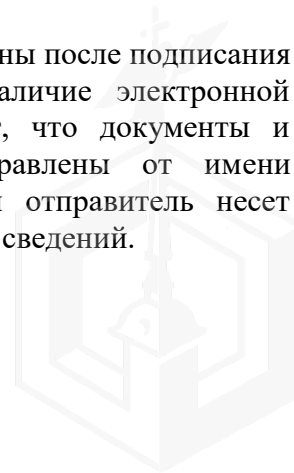 ны после подписания
аличие электронной
, что документы и
равлены от имени
отправитель несет
сведений.